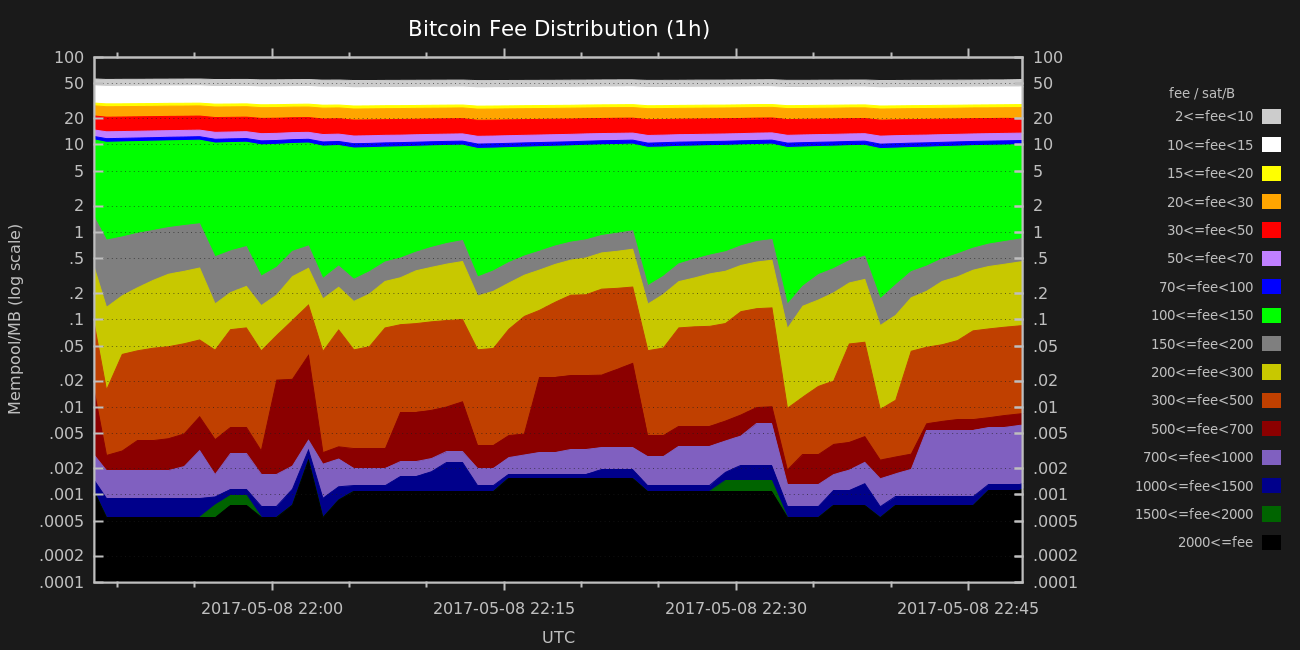 Bitcoin Fee Distribution (1h)
100 100
50 50
20 20
10 10
5 5
2 2
1 1
.5 .5
.2 .2
.1 .1
.05 .05
.02 .02
.01 .01
.005 .005
.002 .002
.001 .001
.0005 .0005
.0002 .0002
.0001 .0001
Mempool/MB (log scale)
2017-05-08 22:00 2017-05-08 22:15 2017-05-08 22:30 2017-05-08 22:45
UTC
fee / sat/B
2<=fee<10
10<=fee<15
15<=fee<20
20<=fee<30
30<=fee<50
50<=fee<70
70<=fee<100
100<=fee<150
150<=fee<200
200<=fee<300
300<=fee<500
500<=fee<700
700<=fee<1000
1000<=fee<1500
1500<=fee<2000
2000<=fee